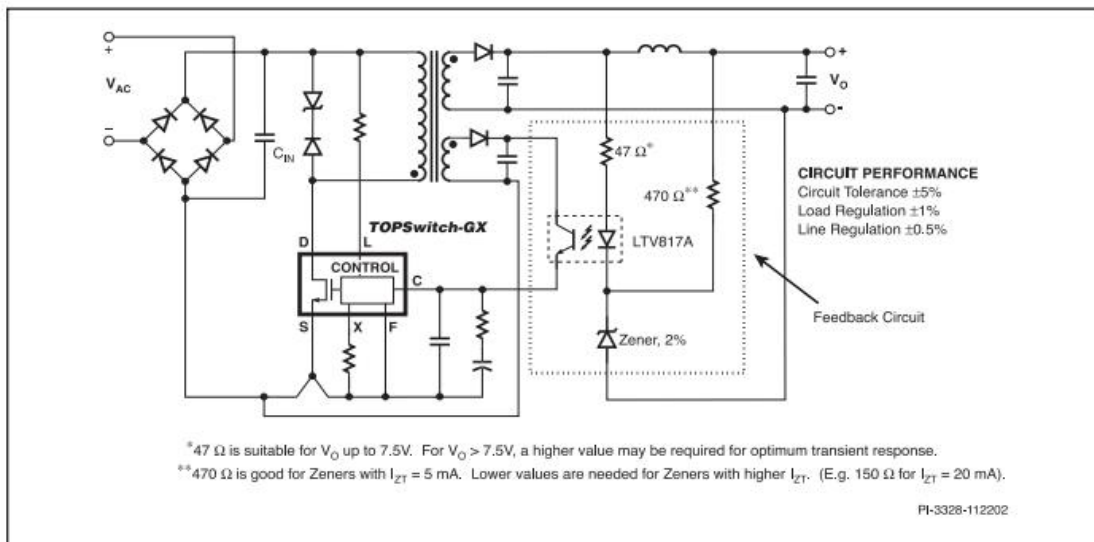 +
V_AC
–
C_IN
+
V_O
-
47 Ω*
470 Ω**
CIRCUIT PERFORMANCE
Circuit Tolerance ±5%
Load Regulation ±1%
Line Regulation ±0.5%
TOPSwitch-GX
LTV817A
D
L
CONTROL
C
S
X
F
Feedback Circuit
Zener, 2%
*47 Ω is suitable for V_O up to 7.5V. For V_O > 7.5V, a higher value may be required for optimum transient response.
**470 Ω is good for Zeners with I_ZT = 5 mA. Lower values are needed for Zeners with higher I_ZT. (E.g. 150 Ω for I_ZT = 20 mA).
PI-3328-112202